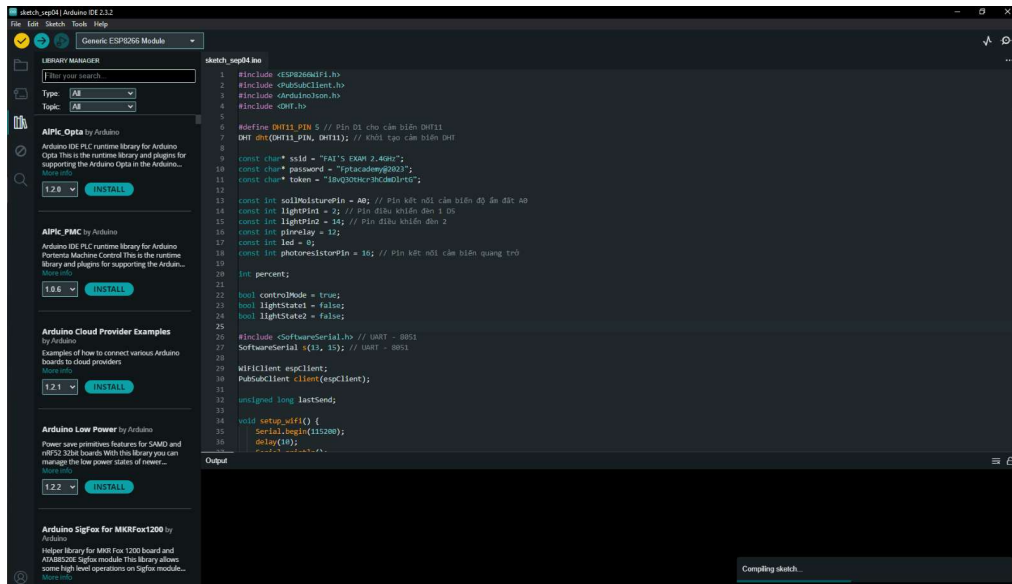 sketch_sep04 | Arduino IDE 2.3.2
File Edit Sketch Tools Help
Generic ESP8266 Module
LIBRARY MANAGER
Filter your search...
Type: All
Topic: All
AIPlc_Opta by Arduino
Arduino IDE PLC runtime library for Arduino
Opta This is the runtime library and plugins for
supporting the Arduino Opta in the Arduino...
More info
1.2.0 INSTALL
AIPlc_PMC by Arduino
Arduino IDE PLC runtime library for Arduino
Portenta Machine Control This is the runtime
library and plugins for supporting the Arduin...
More info
1.0.6 INSTALL
Arduino Cloud Provider Examples
by Arduino
Examples of how to connect various Arduino
boards to cloud providers
More info
1.2.1 INSTALL
Arduino Low Power by Arduino
Power save primitives features for SAMD and
nRF52 32bit boards With this library you can
manage the low power states of newer...
More info
1.2.2 INSTALL
Arduino SigFox for MKRFox1200 by
Arduino
Helper library for MKR Fox 1200 board and
ATAB8520E Sigfox module This library allows
some high level operations on Sigfox module...
More info
sketch_sep04.ino
1 #include <ESP8266WiFi.h>
2 #include <PubSubClient.h>
3 #include <ArduinoJson.h>
4 #include <DHT.h>
5
6 #define DHT11_PIN 5 // Pin D1 cho cảm biến DHT11
7 DHT dht(DHT11_PIN, DHT11); // Khởi tạo cảm biến DHT
8
9 const char* ssid = "FAI'S EXAM 2.4GHz";
10 const char* password = "Fptacademy@2023";
11 const char* token = 
12
13 const int soilMoisturePin = A0; // Pin kết nối cảm biến độ ẩm đất A0
14 const int lightPin1 = 2; // Pin điều khiển đèn 1 D5
15 const int lightPin2 = 14; // Pin điều khiển đèn 2
16 const int pinrelay = 12;
17 const int led = 0;
18 const int photoresistorPin = 16; // Pin kết nối cảm biến quang trở
19
20 int percent;
21
22 bool controlMode = true;
23 bool lightState1 = false;
24 bool lightState2 = false;
25
26 #include <SoftwareSerial.h> // UART - 8051
27 SoftwareSerial s(13, 15); // UART - 8051
28
29 WiFiClient espClient;
30 PubSubClient client(espClient);
31
32 unsigned long lastSend;
33
34 void setup_wifi() {
35 Serial.begin(115200);
36 delay(10);
Output
Compiling sketch...